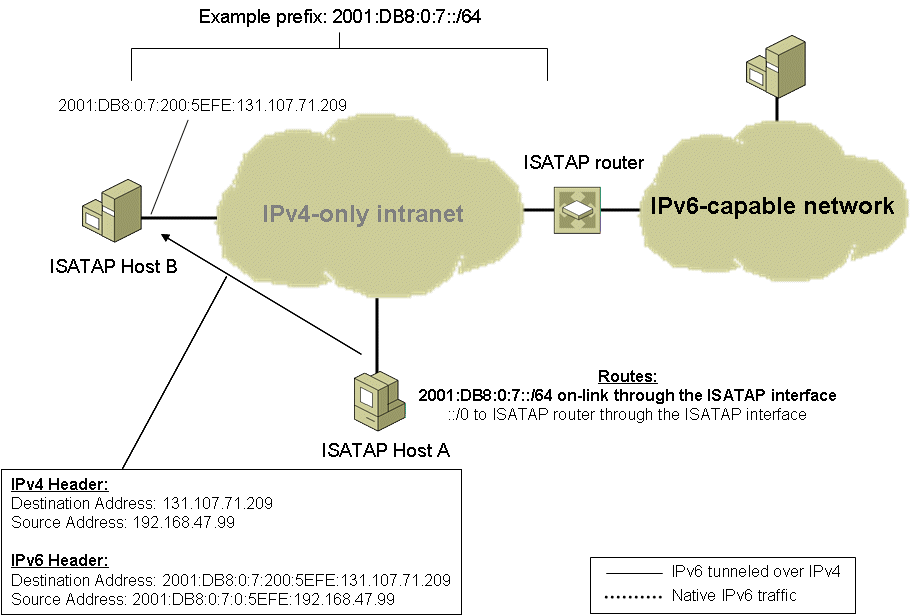 Example prefix: 2001:DB8:0:7::/64
2001:DB8:0:7:200:5EFE:131.107.71.209
ISATAP router
IPv4-only intranet
IPv6-capable network
ISATAP Host B
Routes:
2001:DB8:0:7::/64 on-link through the ISATAP interface
::/0 to ISATAP router through the ISATAP interface
ISATAP Host A
IPv4 Header:
Destination Address: 131.107.71.209
Source Address: 192.168.47.99
IPv6 Header:
Destination Address: 2001:DB8:0:7:200:5EFE:131.107.71.209
Source Address: 2001:DB8:0:7:0:5EFE:192.168.47.99
IPv6 tunneled over IPv4
Native IPv6 traffic